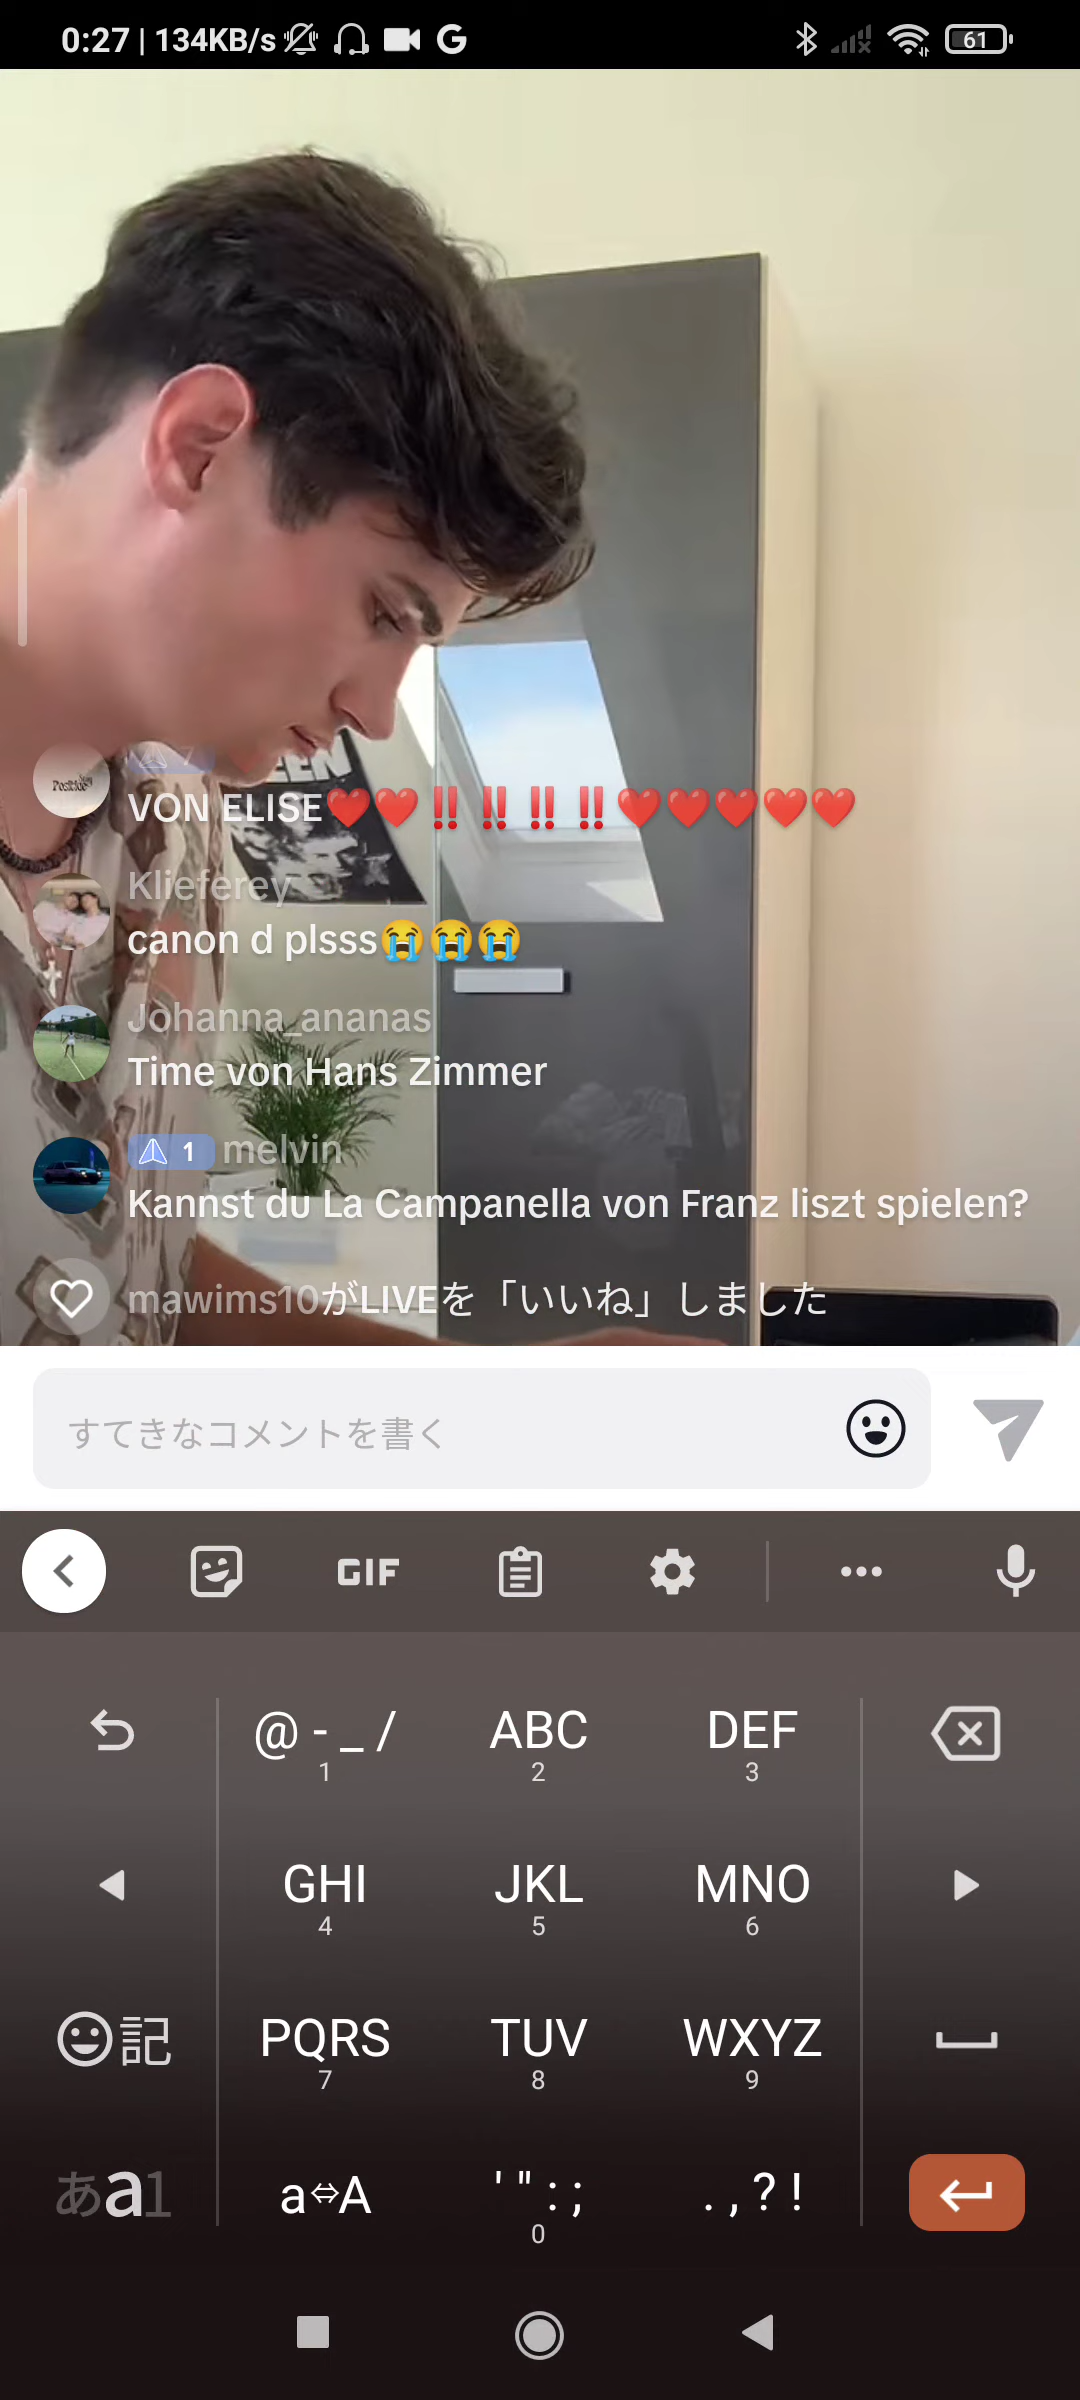 0:27 | 134KB/s
61
7
VON ELISE❤️❤️‼️‼️‼️‼️❤️❤️❤️❤️❤️
Klieferey
canon d plsss😭😭😭
Johanna_ananas
Time von Hans Zimmer
1 melvin
Kannst du La Campanella von Franz liszt spielen?
mawims10がLIVEを「いいね」しました
すてきなコメントを書く
GIF
@ - _ / ABC DEF
1 2 3
GHI JKL MNO
4 5 6
記 PQRS TUV WXYZ
7 8 9
あa1 a⇔A ' " : ; . , ? !
0